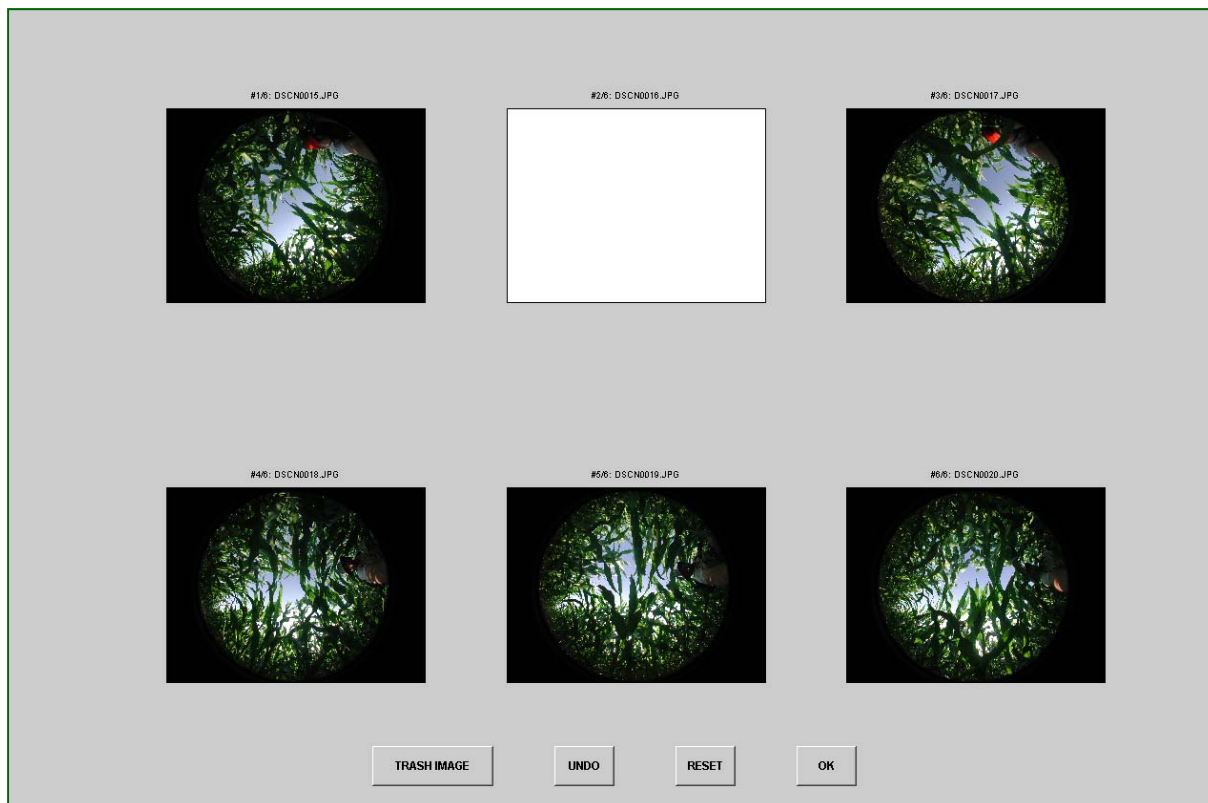 #1/6: DSCN0015.JPG
#2/6: DSCN0016.JPG
#3/6: DSCN0017.JPG
#4/6: DSCN0018.JPG
#5/6: DSCN0019.JPG
#6/6: DSCN0020.JPG
TRASH IMAGE
UNDO
RESET
OK